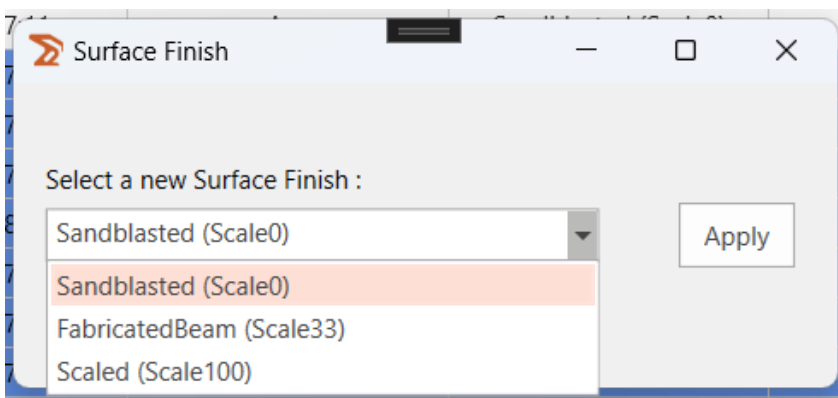 Surface Finish
Select a new Surface Finish :
Sandblasted (Scale0)
Apply
Sandblasted (Scale0)
FabricatedBeam (Scale33)
Scaled (Scale100)